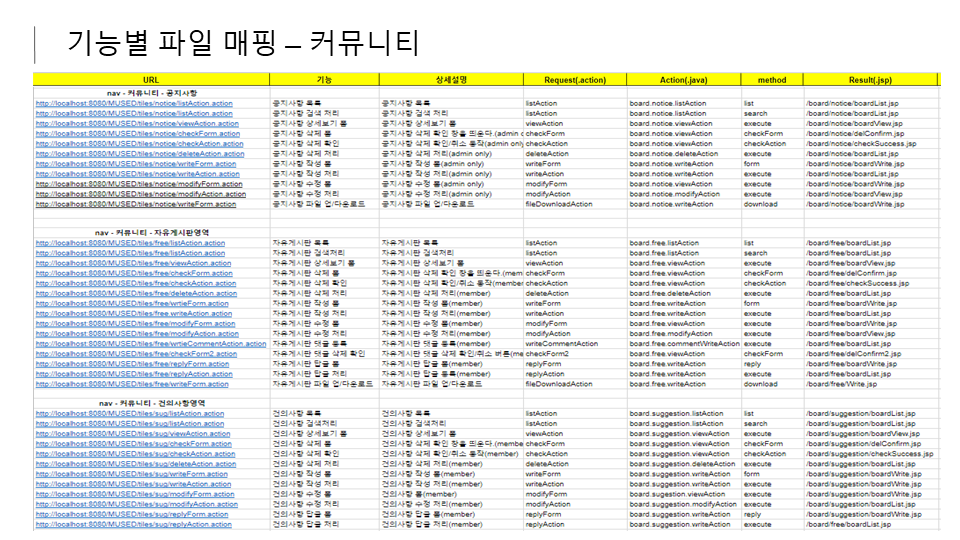 기능별 파일 매핑 – 커뮤니티
URL 기능 상세설명 Request(.action) Action(.java) method Result(.jsp)
nav - 커뮤니티 - 공지사항
http://localhost:8080/MUSED/tiles/notice/listAction.action 공지사항 목록 공지사항 목록 listAction board.notice.listAction list /board/notice/boardList.jsp
http://localhost:8080/MUSED/tiles/notice/listAction.action 공지사항 검색 처리 공지사항 검색 처리 listAction board.notice.listAction search /board/notice/boardList.jsp
http://localhost:8080/MUSED/tiles/notice/viewAction.action 공지사항 상세보기 폼 공지사항 상세보기 폼 viewAction board.notice.viewAction execute /board/notice/boardView.jsp
http://localhost:8080/MUSED/tiles/notice/checkForm.action 공지사항 삭제 폼 공지사항 삭제 확인 창을 띄운다.(admin c checkForm board.notice.viewAction checkForm /board/notice/delConfirm.jsp
http://localhost:8080/MUSED/tiles/notice/checkAction.action 공지사항 삭제 확인 공지사항 삭제 확인/취소 동작(admin only checkAction board.notice.viewAction checkAction /board/notice/checkSuccess.jsp
http://localhost:8080/MUSED/tiles/notice/deleteAction.action 공지사항 삭제 처리 공지사항 삭제 처리(admin only) deleteAction board.notice.deleteAction execute /board/notice/boardList.jsp
http://localhost:8080/MUSED/tiles/notice/writeForm.action 공지사항 작성 폼 공지사항 작성 폼(admin only) writeForm board.notice.writeAction form /board/notice/boardWrite.jsp
http://localhost:8080/MUSED/tiles/notice/writeAction.action 공지사항 작성 처리 공지사항 작성 처리(admin only) writeAction board.notice.writeAction execute /board/notice/boardList.jsp
http://localhost:8080/MUSED/tiles/notice/modifyForm.action 공지사항 수정 폼 공지사항 수정 폼(admin only) modifyForm board.notice.viewAction execute /board/notice/boardWrite.jsp
http://localhost:8080/MUSED/tiles/notice/modifyAction.action 공지사항 수정 처리 공지사항 수정 처리(admin only) modifyAction board.notice.modifyAction execute /board/notice/boardView.jsp
http://localhost:8080/MUSED/tiles/notice/writeForm.action 공지사항 파일 업/다운로드 공지사항 파일 업/다운로드 fileDownloadAction board.notice.writeAction download /board/notice/boardWrite.jsp
nav - 커뮤니티 - 자유게시판영역
http://localhost:8080/MUSED/tiles/free/listAction.action 자유게시판 목록 자유게시판 목록 listAction board.free.listAction list /board/free/boardList.jsp
http://localhost:8080/MUSED/tiles/free/listAction.action 자유게시판 검색처리 자유게시판 검색처리 listAction board.free.listAction search /board/free/boardList.jsp
http://localhost:8080/MUSED/tiles/free/viewAction.action 자유게시판 상세보기 폼 자유게시판 상세보기 폼 viewAction board.free.viewAction execute /board/free/boardView.jsp
http://localhost:8080/MUSED/tiles/free/checkForm.action 자유게시판 삭제 폼 자유게시판 삭제 확인 창을 띄운다.(mem checkForm board.free.viewAction checkForm /board/free/delConfirm.jsp
http://localhost:8080/MUSED/tiles/free/checkAction.action 자유게시판 삭제 확인 자유게시판 삭제 확인/취소 동작(member checkAction board.free.viewAction checkAction /board/free/checkSuccess.jsp
http://localhost:8080/MUSED/tiles/free/deleteAction.action 자유게시판 삭제 처리 자유게시판 삭제 처리(member) deleteAction board.free.deleteAction execute /board/free/boardList.jsp
http://localhost:8080/MUSED/tiles/free/wrtieForm.action 자유게시판 작성 폼 자유게시판 작성 폼(member) writeForm board.free.writeAction form /board/free/boardWrite.jsp
http://localhost:8080/MUSED/tiles/free.writeAction.action 자유게시판 작성 처리 자유게시판 작성 처리(member) writeAction board.free.writeAction execute /board/free/boardList.jsp
http://localhost:8080/MUSED/tiles/free/modifyForm.action 자유게시판 수정 폼 자유게시판 수정 폼(member) modifyForm board.free.viewAction execute /board/free/boardWrite.jsp
http://localhost:8080/MUSED/tiles/free/modifyAction.action 자유게시판 수정 처리 자유게시판 수정 처리(member) modifyAction board.free.modifyAction execute /board/free/boardView.jsp
http://localhost:8080/MUSED/tiles/free/wrtieCommentAction.action 자유게시판 댓글 등록 자유게시판 댓글 등록(member) writeCommentAction board.free.commentWriteAction execute /board/free/boardList.jsp
http://localhost:8080/MUSED/tiles/free/checkForm2.action 자유게시판 댓글 삭제 확인 자유게시판 댓글 삭제 확인/취소 버튼(me checkForm2 board.free.viewAction checkForm /board/free/delConfirm2.jsp
http://localhost:8080/MUSED/tiles/free/replyForm.action 자유게시판 답글 폼 자유게시판 답글 폼(member) replyForm board.free.writeAction reply /board/free/boardWrite.jsp
http://localhost:8080/MUSED/tiles/free/replyAction.action 자유게시판 답글 처리 자유게시판 답글 등록(member) replyAction board.free.writeAction execute /board/free/boardList.jsp
http://localhost:8080/MUSED/tiles/free/writeForm.action 자유게시판 파일 업/다운로드 자유게시판 파일 업/다운로드 fileDownloadAction board.free.writeAction download /board/free/Write.jsp
nav - 커뮤니티 - 건의사항영역
http://localhost:8080/MUSED/tiles/sug/listAction.action 건의사항 목록 건의사항 목록 listAction board.suggestion.listAction list /board/suggestion/boardList.jsp
http://localhost:8080/MUSED/tiles/sug/listAction.action 건의사항 검색처리 건의사항 검색처리 listAction board.suggestion.listAction search /board/suggestion/boardList.jsp
http://localhost:8080/MUSED/tiles/sug/viewAction.action 건의사항 상세보기 폼 건의사항 상세보기 폼 viewAction board.suggestion.viewAction execute /board/suggestion/boardView.jsp
http://localhost:8080/MUSED/tiles/sug/checkForm.action 건의사항 삭제 폼 건의사항 삭제 확인 창을 띄운다.(membe checkForm board.suggestion.viewAction checkForm /board/suggestion/delConfirm.jsp
http://localhost:8080/MUSED/tiles/sug/checkAction.action 건의사항 삭제 확인 건의사항 삭제 확인/취소 동작(member) checkAction board.suggestion.viewAction checkAction /board/suggestion/checkSuccess.jsp
http://localhost:8080/MUSED/tiles/sug/deleteAction.action 건의사항 삭제 처리 건의사항 삭제 처리(member) deleteAction board.suggestion.deleteAction execute /board/suggestion/boardList.jsp
http://localhost:8080/MUSED/tiles/sug/writeForm.action 건의사항 작성 폼 건의사항 작성 폼(member) writeForm board.suggestion.writeAction form /board/suggestion/boardWrite.jsp
http://localhost:8080/MUSED/tiles/sug/writeAction.action 건의사항 작성 처리 건의사항 작성 처리(member) writeAction board.suggestion.writeAction execute /board/suggestion/boardWrite.jsp
http://localhost:8080/MUSED/tiles/sug/modifyForm.action 건의사항 수정 폼 건의사항 폼(member) modifyForm board.sugestion.viewAction execute /board/suggestion/boardWrite.jsp
http://localhost:8080/MUSED/tiles/sug/modifyAction.action 건의사항 수정 처리 건의사항 수정 처리(member) modifyAction board.suggestion.modifyAction execute /board/suggestion/boardView.jsp
http://localhost:8080/MUSED/tiles/sug/replyAction.action 건의사항 답글 폼 건의사항 답글 폼(member) replyForm board.suggestion.writeAction reply /board/suggestion/boardWrite.jsp
http://localhost:8080/MUSED/tiles/sug/replyAction.action 건의사항 답글 처리 건의사항 답글 처리(member) replyAction board.suggestion.writeAction execute /board/free/boardList.jsp